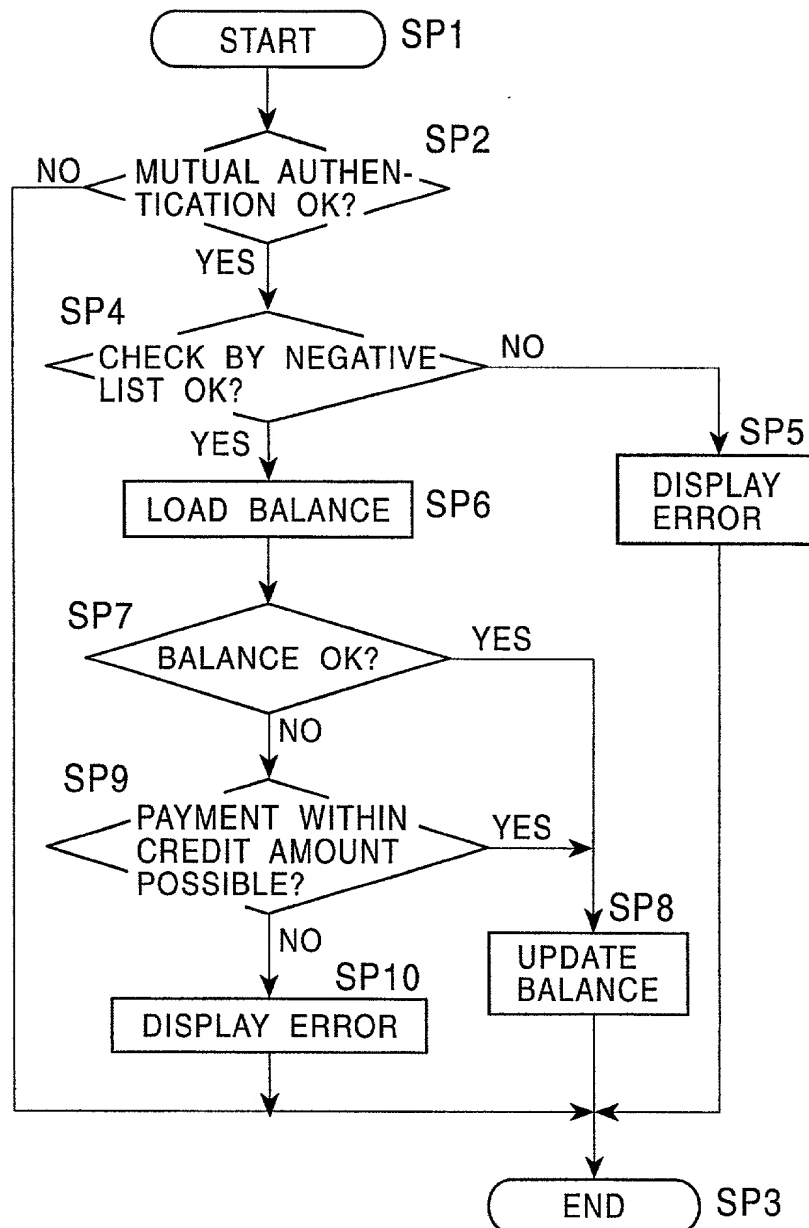 START
SP1
SP2
NO
MUTUAL AUTHEN-
TICATION OK?
YES
SP4
CHECK BY NEGATIVE
LIST OK?
NO
YES
SP5
DISPLAY
ERROR
LOAD BALANCE
SP6
SP7
BALANCE OK?
YES
NO
SP9
PAYMENT WITHIN
CREDIT AMOUNT
POSSIBLE?
YES
NO
SP8
UPDATE
BALANCE
SP10
DISPLAY ERROR
END
SP3